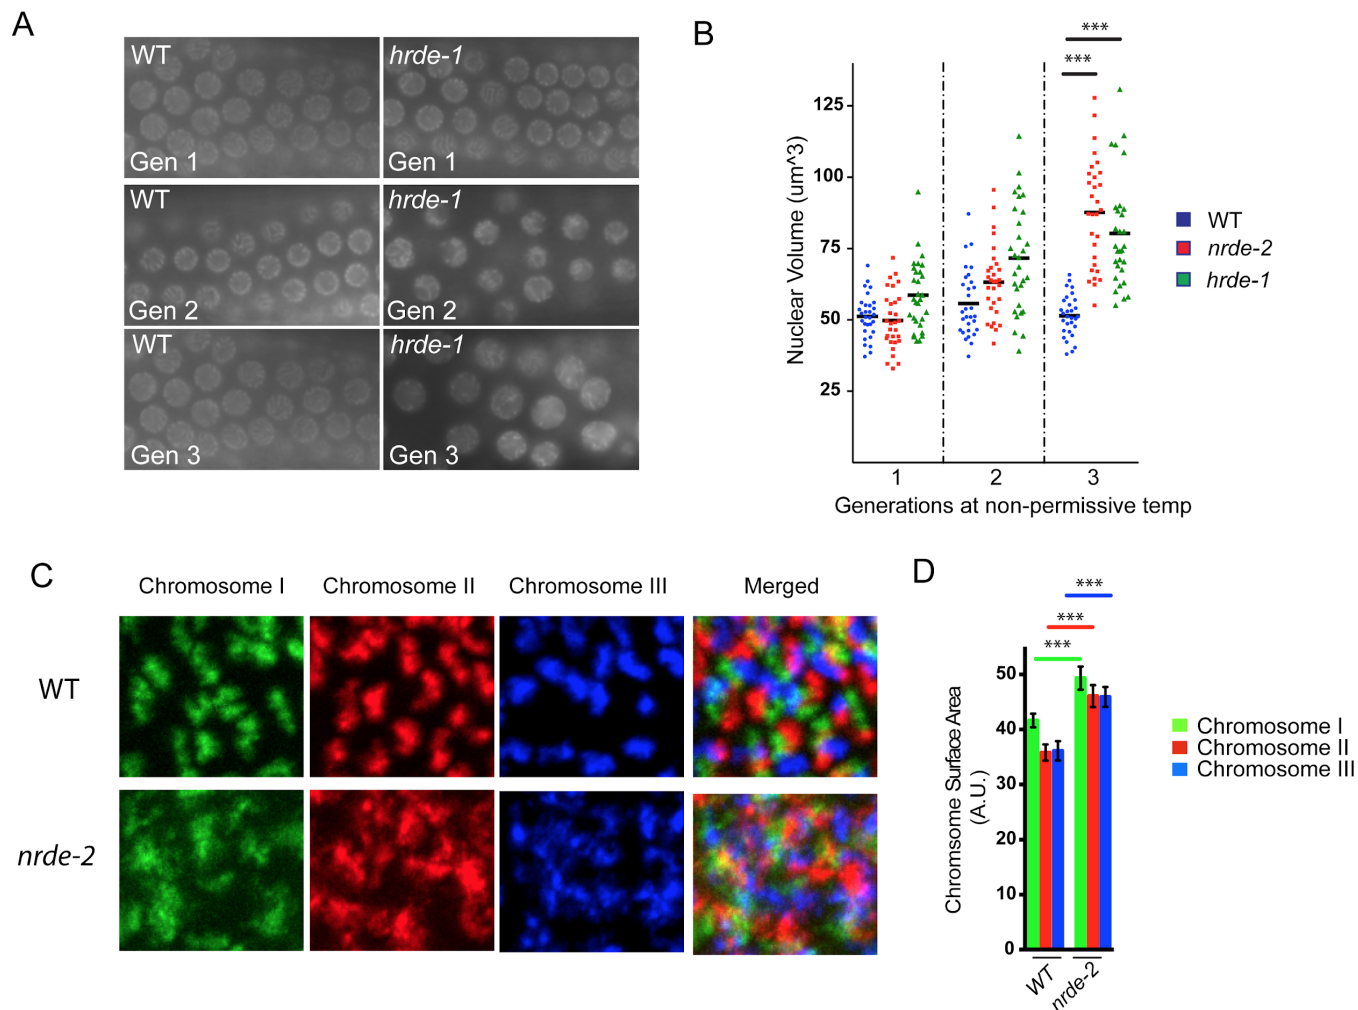 A
WT
hrde-1
Gen 1
Gen 1
WT
hrde-1
Gen 2
Gen 2
WT
hrde-1
Gen 3
Gen 3
B
***
***
Nuclear Volume (um^3)
125
100
75
50
25
1 2 3
Generations at non-permissive temp
WT
nrde-2
hrde-1
C
Chromosome I Chromosome II Chromosome III Merged
WT
nrde-2
D
***
***
***
Chromsome Surface Area
(A.U.)
50
40
30
20
10
0
WT
nrde-2
Chromosome I
Chromosome II
Chromosome III